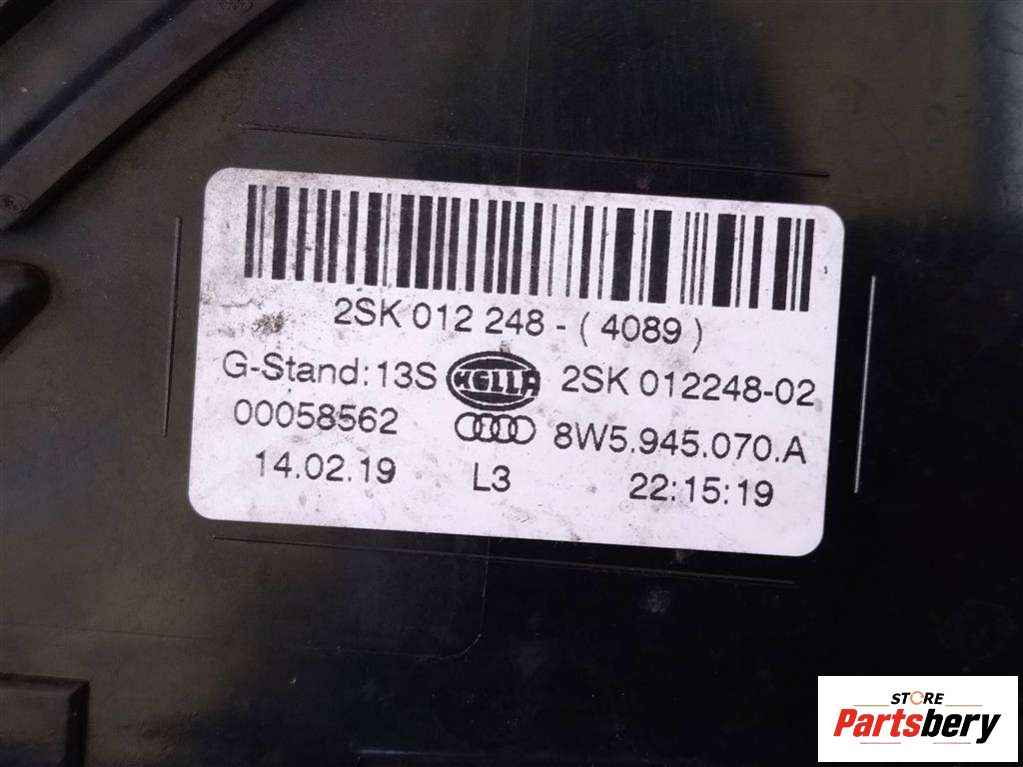 2SK 012 248 - ( 4089 )
G-Stand: 13S HELLA 2SK 012248-02
00058562 8W5.945.070.A
14.02.19 L3 22:15:19
STORE
Partsbery